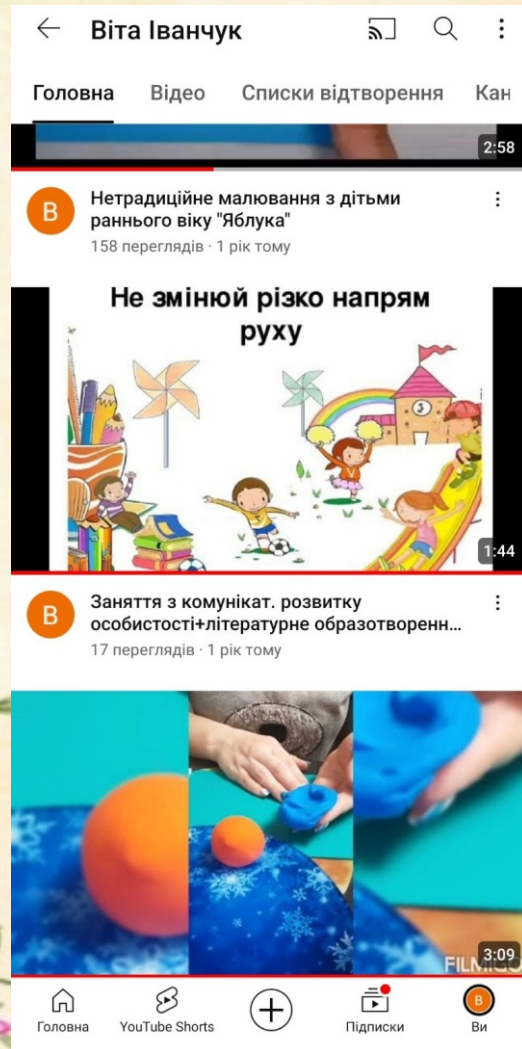 Віта Іванчук
Головна Відео Списки відтворення Кан
2:58
В
Нетрадиційне малювання з дітьми
раннього віку "Яблука"
158 переглядів · 1 рік тому
Не змінюй різко напрям
руху
3
1:44
В
Заняття з комунікат. розвитку
особистості+літературне образотворенн...
17 переглядів · 1 рік тому
FILMIGO
3:09
Головна YouTube Shorts Підписки В Ви